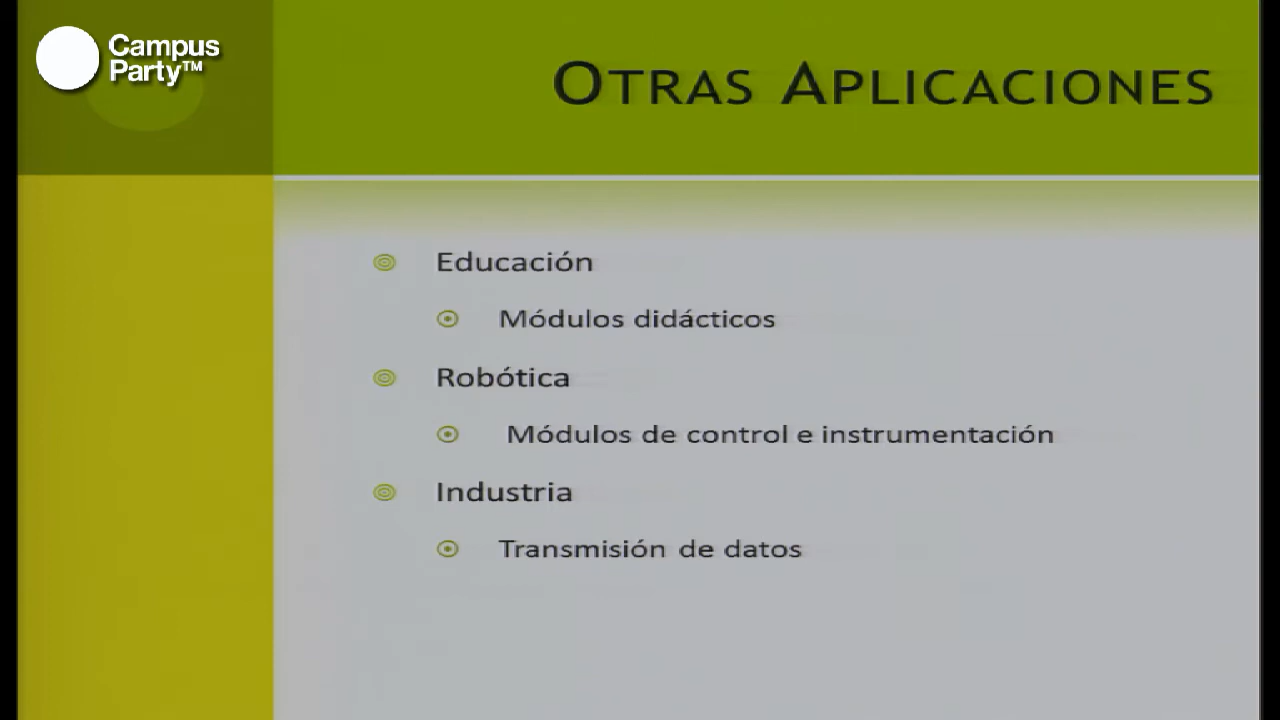 Campus
Party™
OTRAS APLICACIONES
Educación
Módulos didácticos
Robótica
Módulos de control e instrumentación
Industria
Transmisión de datos